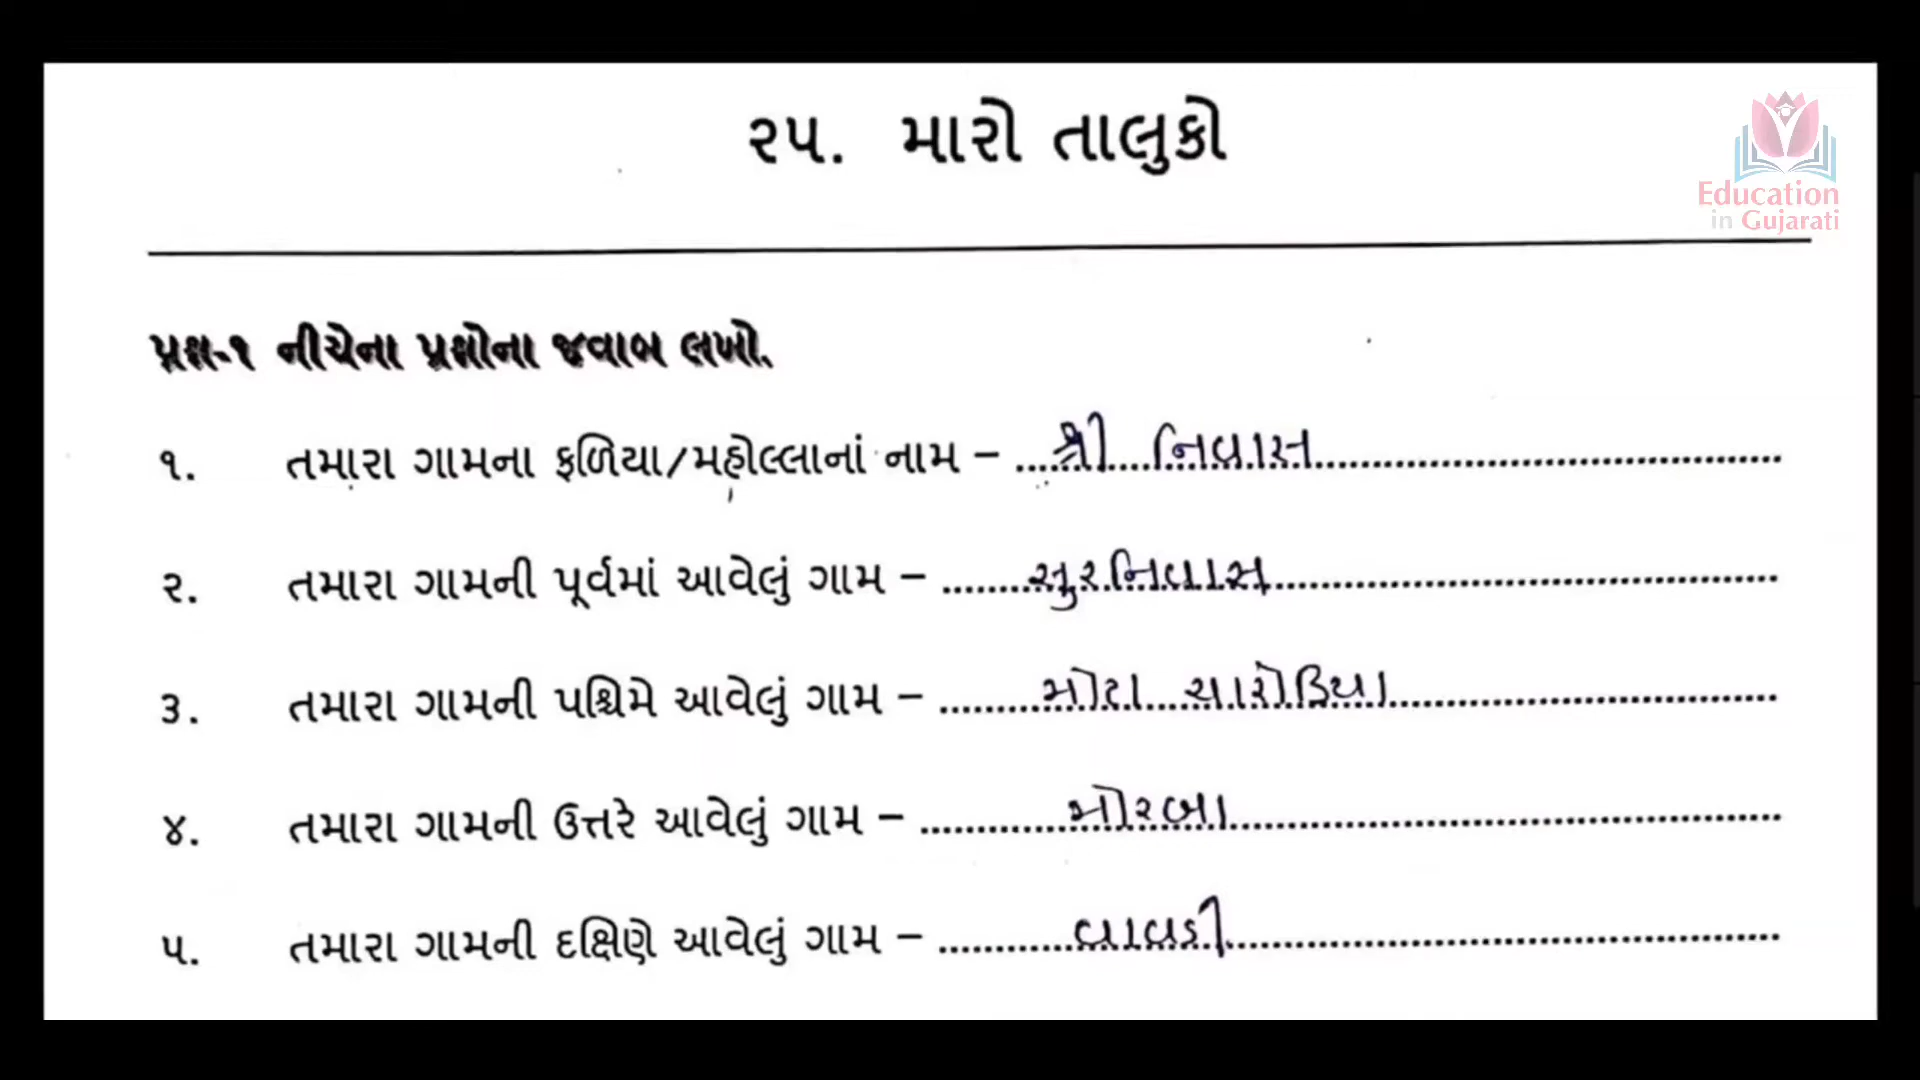 ૨૫. મારો તાલુકો
Education
in Gujarati
પ્રશ્ન-૧ નીચેના પ્રશ્નોના જવાબ લખો.
૧. તમારા ગામના ફળિયા/મહોલ્લાનાં નામ – શ્રી નિવાસ
૨. તમારા ગામની પૂર્વમાં આવેલું ગામ – સુરનિવાસ
૩. તમારા ગામની પશ્ચિમે આવેલું ગામ – મોટા ચારોડિયા
૪. તમારા ગામની ઉત્તરે આવેલું ગામ – મોરબા
૫. તમારા ગામની દક્ષિણે આવેલું ગામ – વાવડી